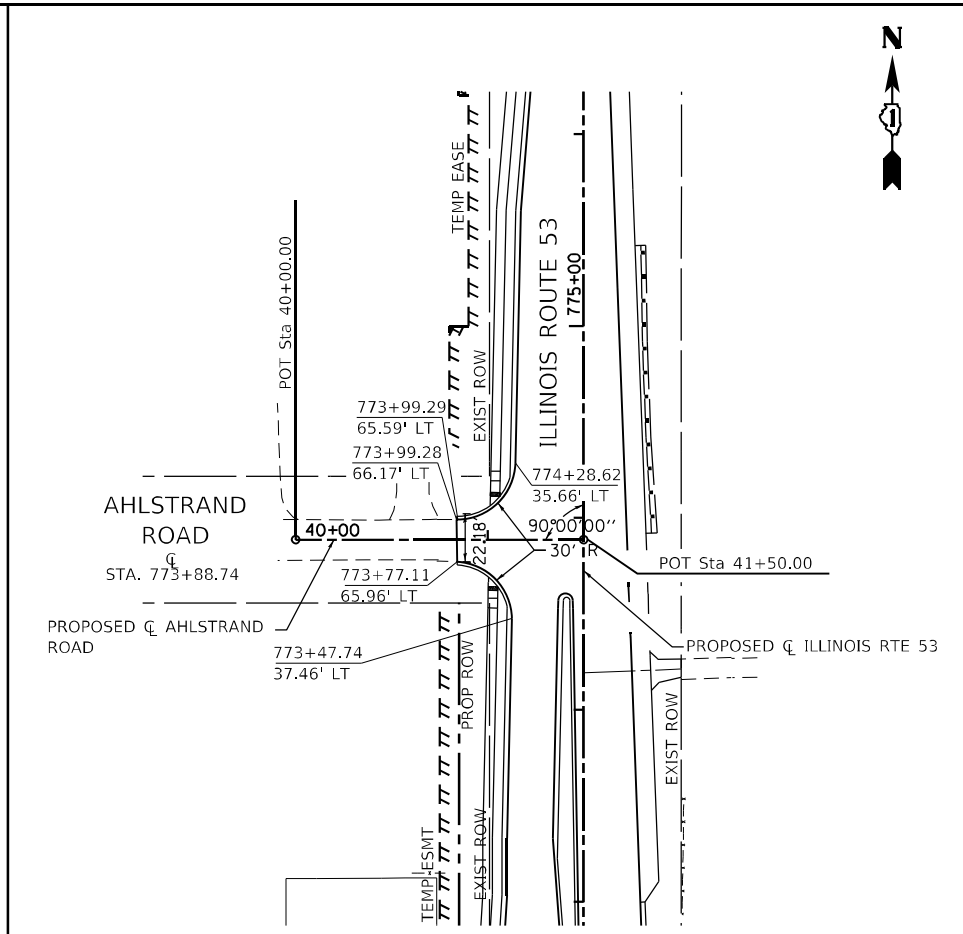 N
1
TEMP EASE
EXIST ROW
ILLINOIS ROUTE 53
775+00
POT Sta 40+00.00
773+99.29
65.59' LT
773+99.28
66.17' LT
774+28.62
35.66' LT
AHLSTRAND
ROAD
℄
STA. 773+88.74
40+00
22.18'
90°00'00''
30' R
POT Sta 41+50.00
773+77.11
65.96' LT
PROPOSED ℄ AHLSTRAND
ROAD
PROPOSED ℄ ILLINOIS RTE 53
773+47.74
37.46' LT
PROP ROW
EXIST ROW
TEMP ESMT
EXIST ROW